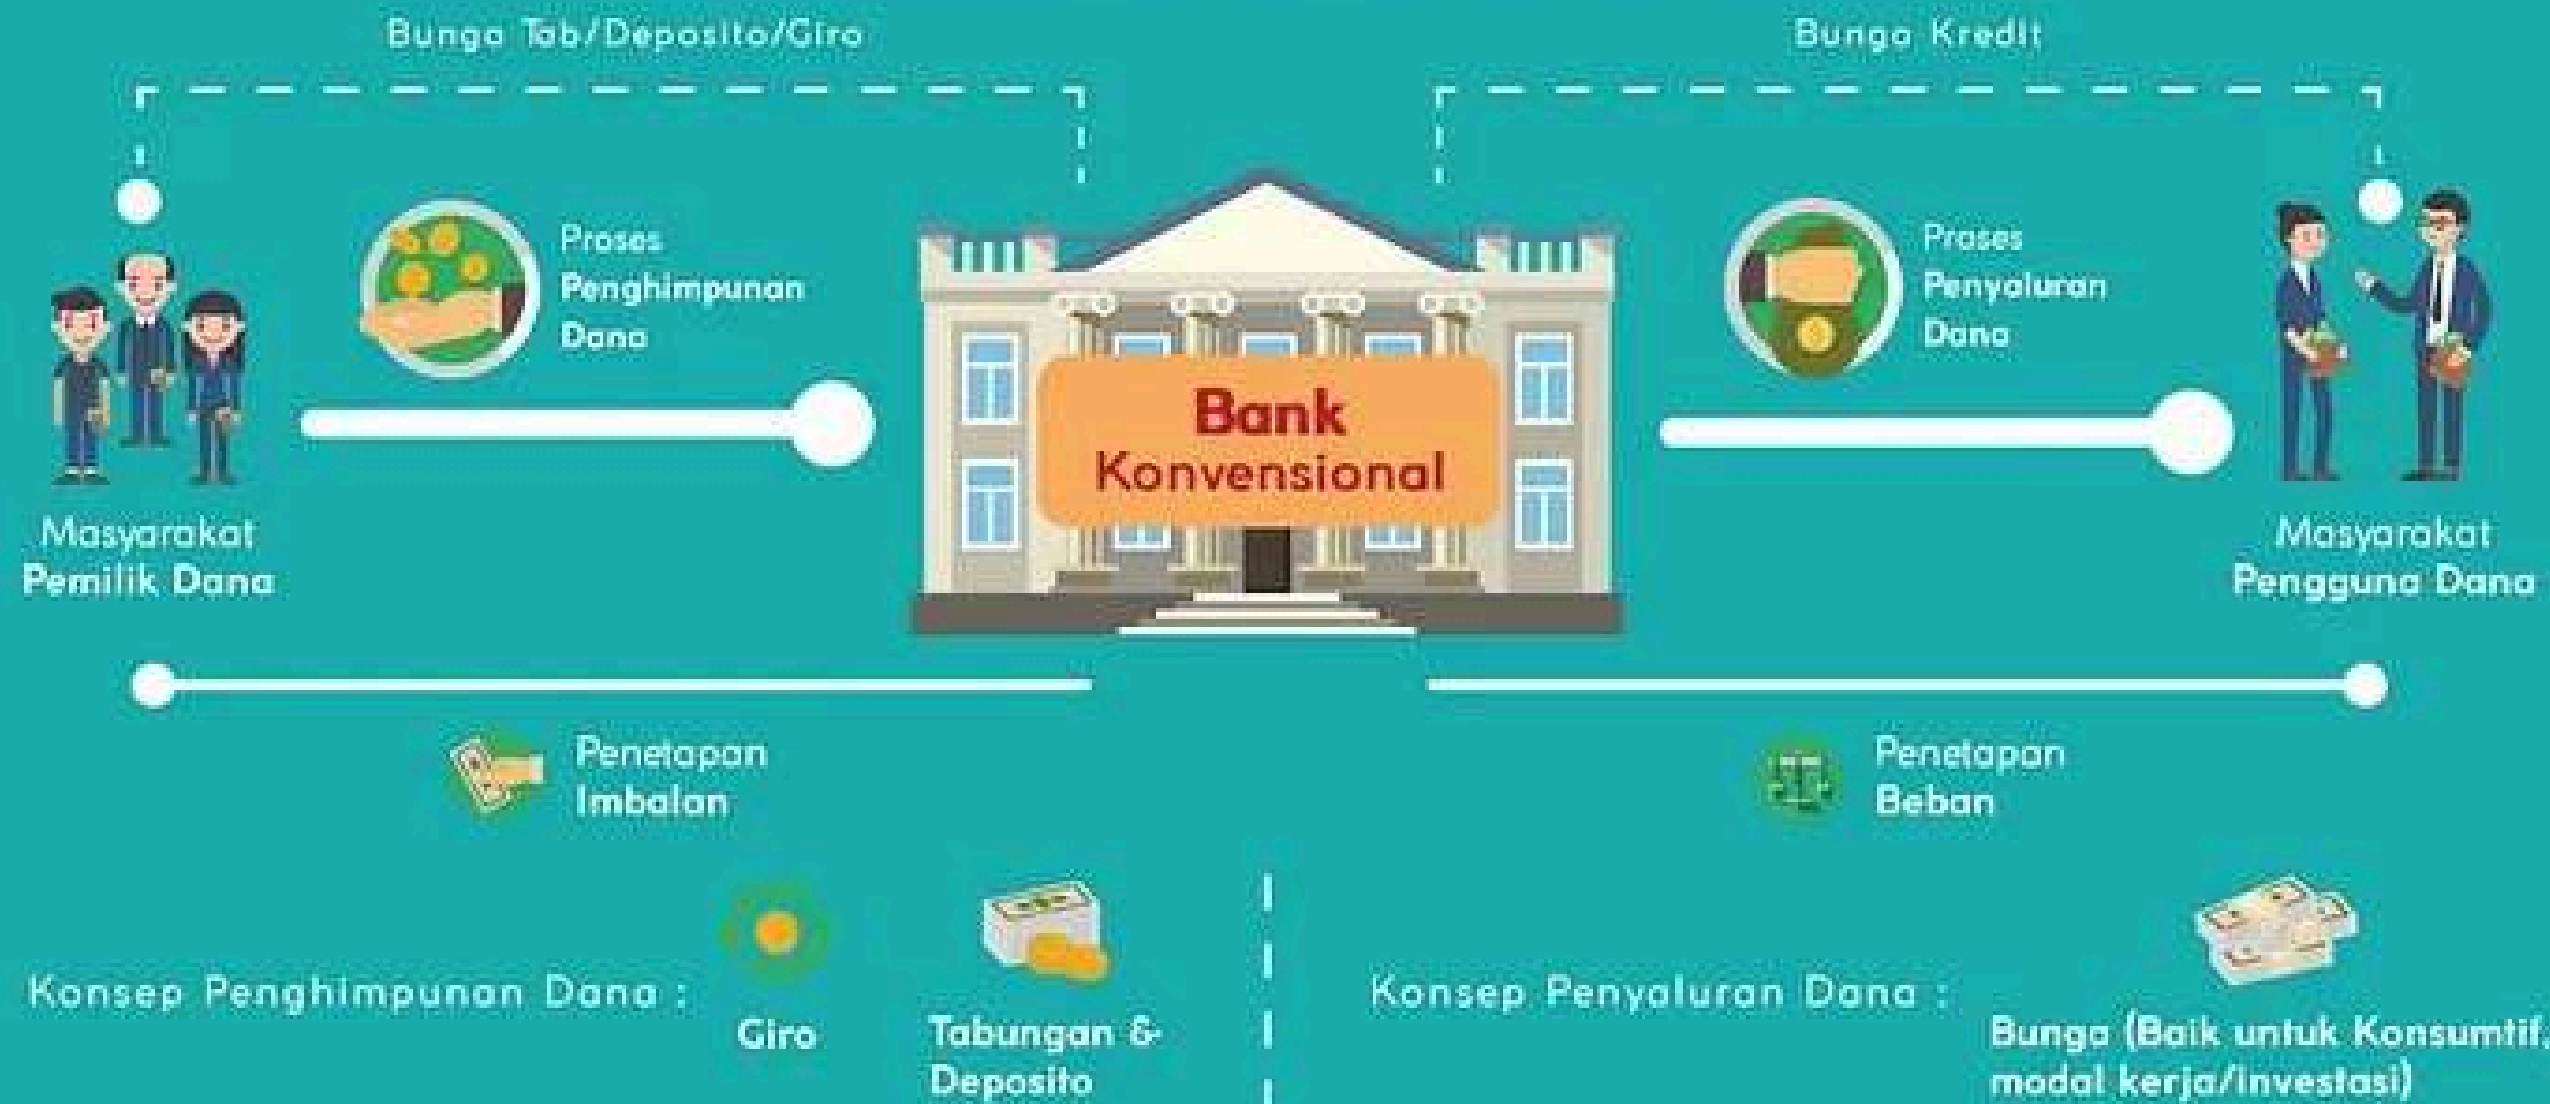 Bunga Tab/Deposito/Giro
Bunga Kredit
Proses
Penghimpunan
Dana
Proses
Penyaluran
Dana
Bank
Konvensional
Masyarakat
Pemilik Dana
Masyarakat
Pengguna Dana
Penetapan
Imbalan
Penetapan
Beban
Konsep Penghimpunan Dana :
Giro
Tabungan &
Deposito
Konsep Penyaluran Dana :
Bunga (Baik untuk Konsumtif,
modal kerja/investasi)